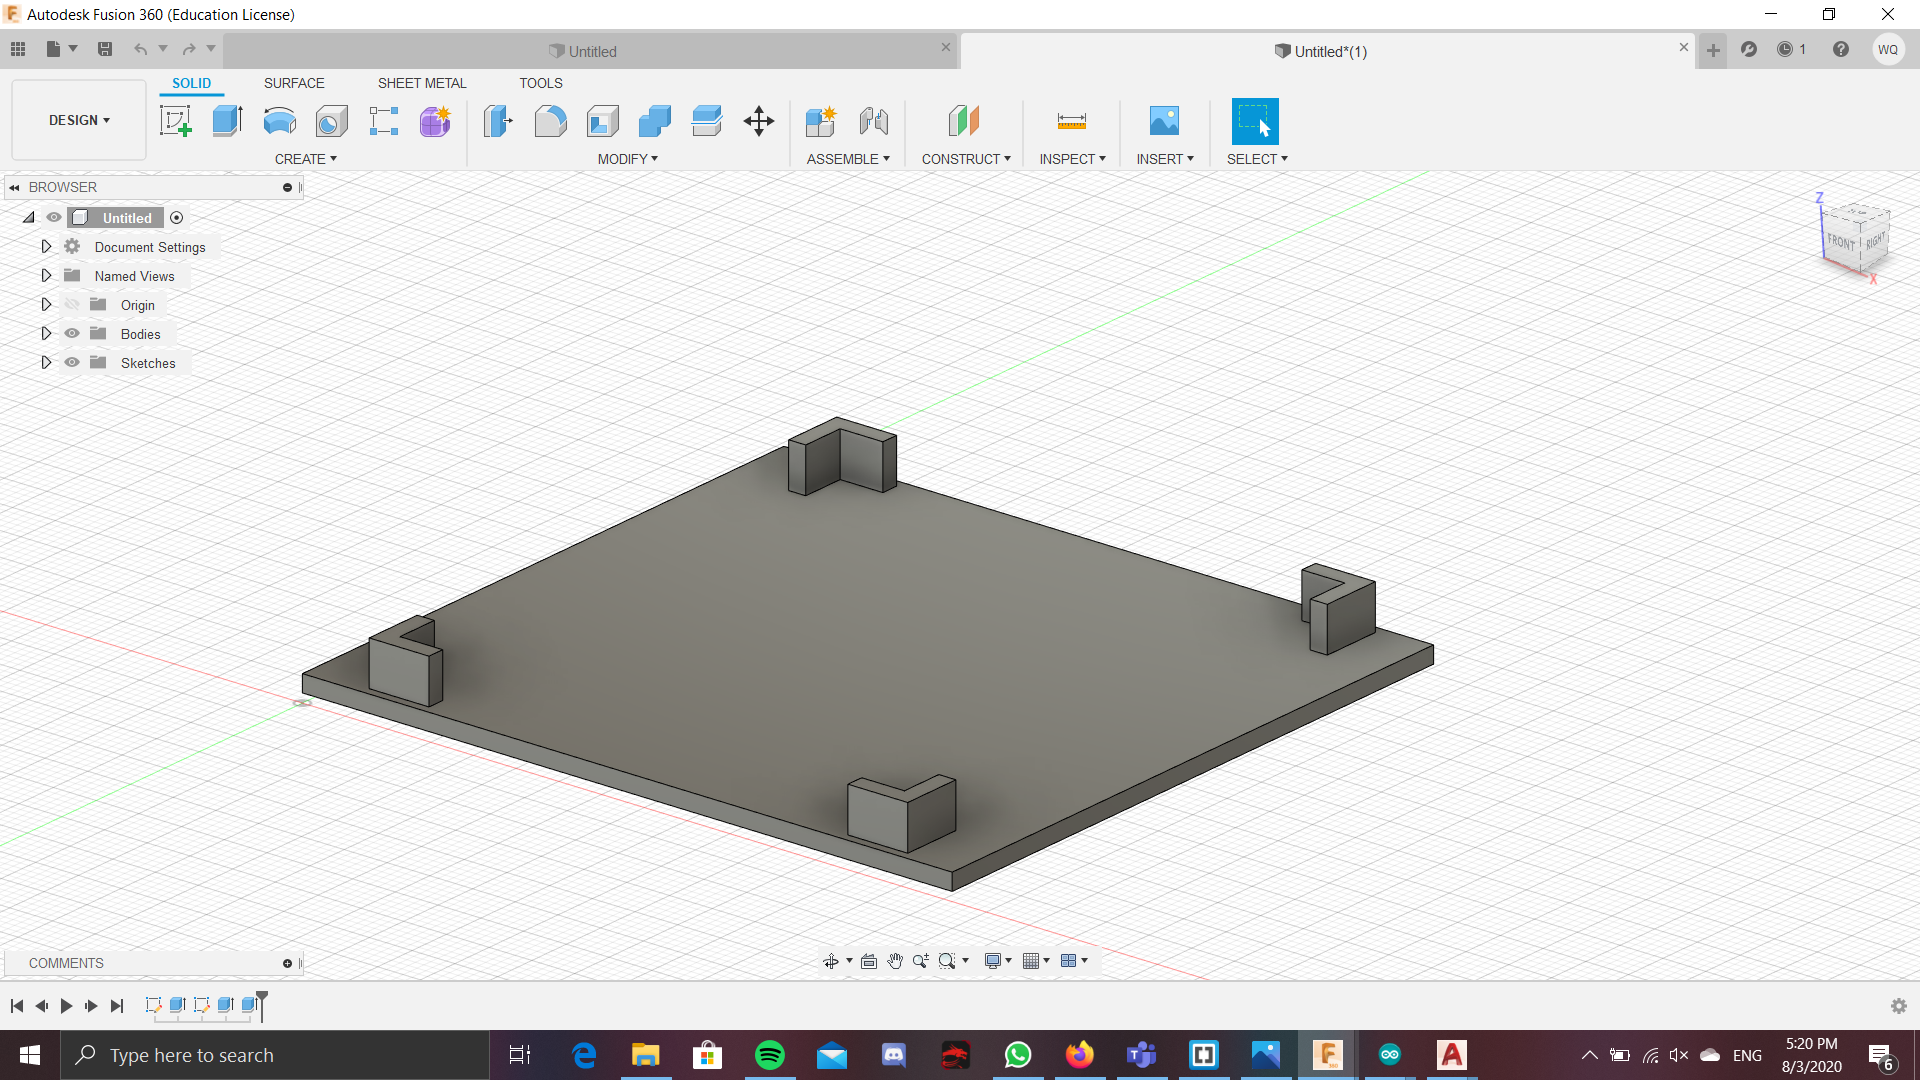 Autodesk Fusion 360 (Education License)
Untitled
Untitled*(1)
1
WQ
DESIGN
SOLID
SURFACE
SHEET METAL
TOOLS
CREATE
MODIFY
ASSEMBLE
CONSTRUCT
INSPECT
INSERT
SELECT
BROWSER
Untitled
Document Settings
Named Views
Origin
Bodies
Sketches
Z
FRONT
RIGHT
X
COMMENTS
Type here to search
ENG
5:20 PM
8/3/2020
6